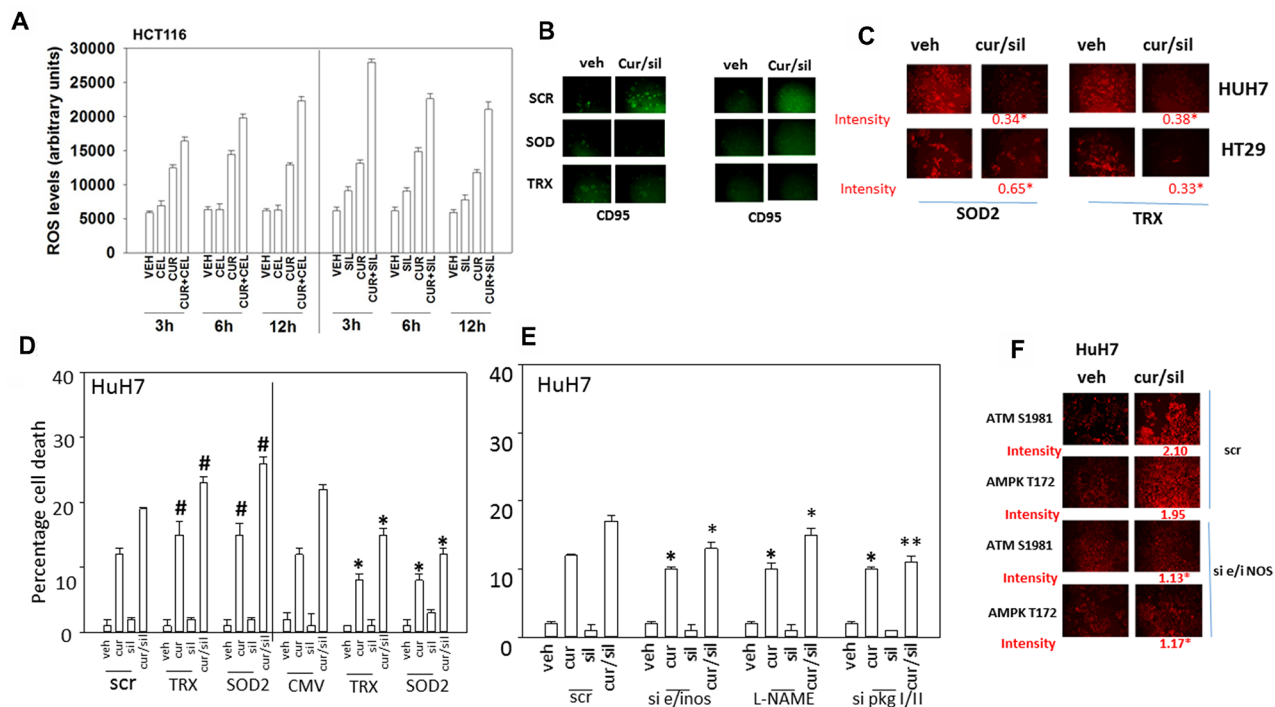 A
HCT116
ROS levels (arbitrary units)
30000
25000
20000
15000
10000
5000
0
VEH CEL CUR CUR+CEL VEH CEL CUR CUR+CEL VEH CEL CUR CUR+CEL VEH SIL CUR CUR+SIL VEH SIL CUR CUR+SIL VEH SIL CUR CUR+SIL
3h 6h 12h 3h 6h 12h
B
veh Cur/sil veh Cur/sil
SCR
SOD
TRX
CD95 CD95
C
veh cur/sil veh cur/sil
HUH7
Intensity 0.34* 0.38*
HT29
Intensity 0.65* 0.33*
SOD2 TRX
D
HuH7
Percentage cell death
40
30
20
10
0
# # # # * * * *
veh cur sil cur/sil veh cur sil cur/sil veh cur sil cur/sil veh cur sil cur/sil veh cur sil cur/sil veh cur sil cur/sil
scr TRX SOD2 CMV TRX SOD2
E
HuH7
40
30
20
10
0
* * * * * **
veh cur sil cur/sil veh cur sil cur/sil veh cur sil cur/sil veh cur sil cur/sil
scr si e/inos L-NAME si pkg I/II
F
HuH7
veh cur/sil
ATM S1981
Intensity 2.10
scr
AMPK T172
Intensity 1.95
ATM S1981
Intensity 1.13*
si e/i NOS
AMPK T172
Intensity 1.17*